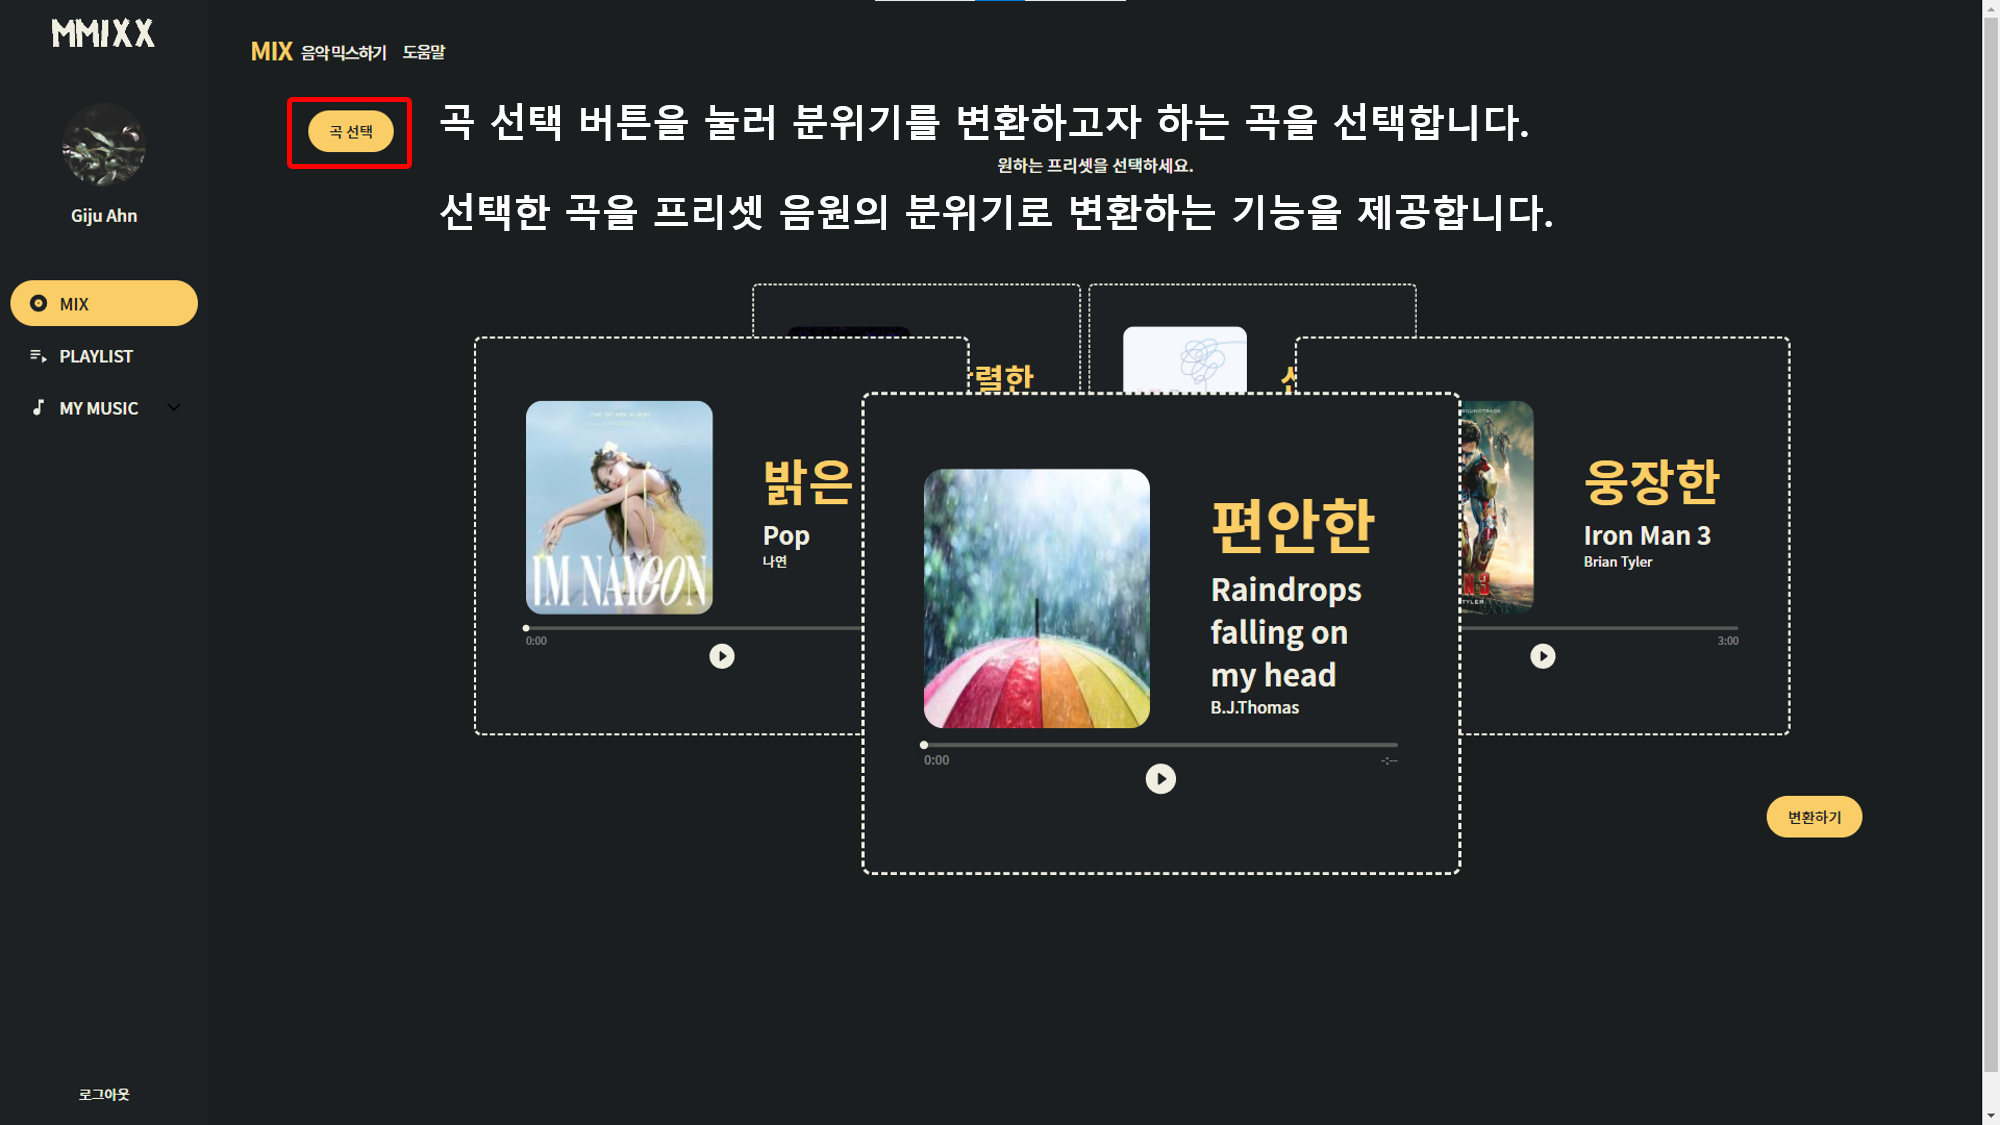 MMIXX
Giju Ahn
MIX
PLAYLIST
MY MUSIC
로그아웃
MIX 음악 믹스하기 도움말
곡 선택
곡 선택 버튼을 눌러 분위기를 변환하고자 하는 곡을 선택합니다.
원하는 프리셋을 선택하세요.
선택한 곡을 프리셋 음원의 분위기로 변환하는 기능을 제공합니다.
렬한
밝은
Pop
나연
IM NAYEON
0:00
편안한
Raindrops
falling on
my head
B.J.Thomas
0:00
-:--
웅장한
Iron Man 3
Brian Tyler
3:00
변환하기